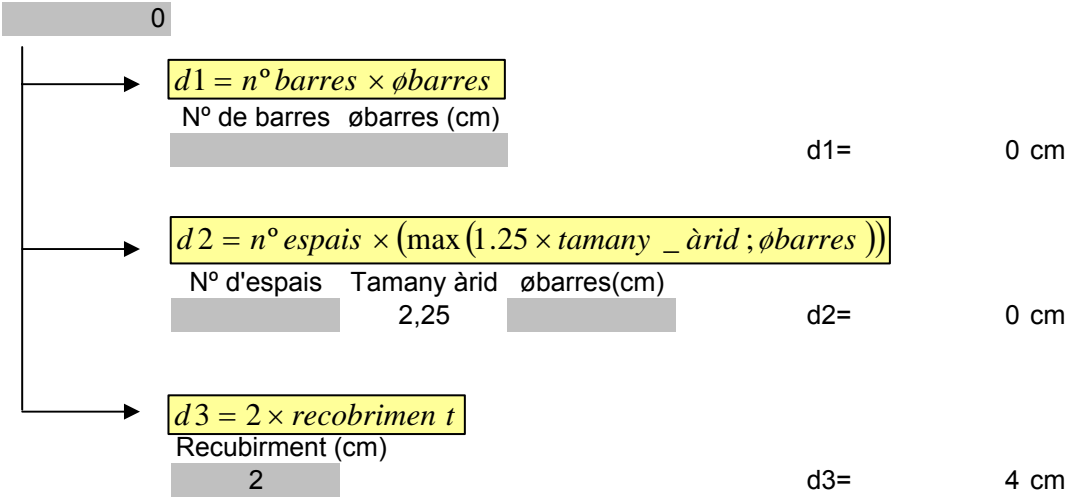 0
d1 = nº barres × øbarres
Nº de barres øbarres (cm)
d1= 0 cm
d2 = nº espais × (max(1.25 × tamany _ àrid ; øbarres ))
Nº d'espais Tamany àrid øbarres(cm)
2,25 d2= 0 cm
d3 = 2 × recobrimen t
Recubirment (cm)
2 d3= 4 cm